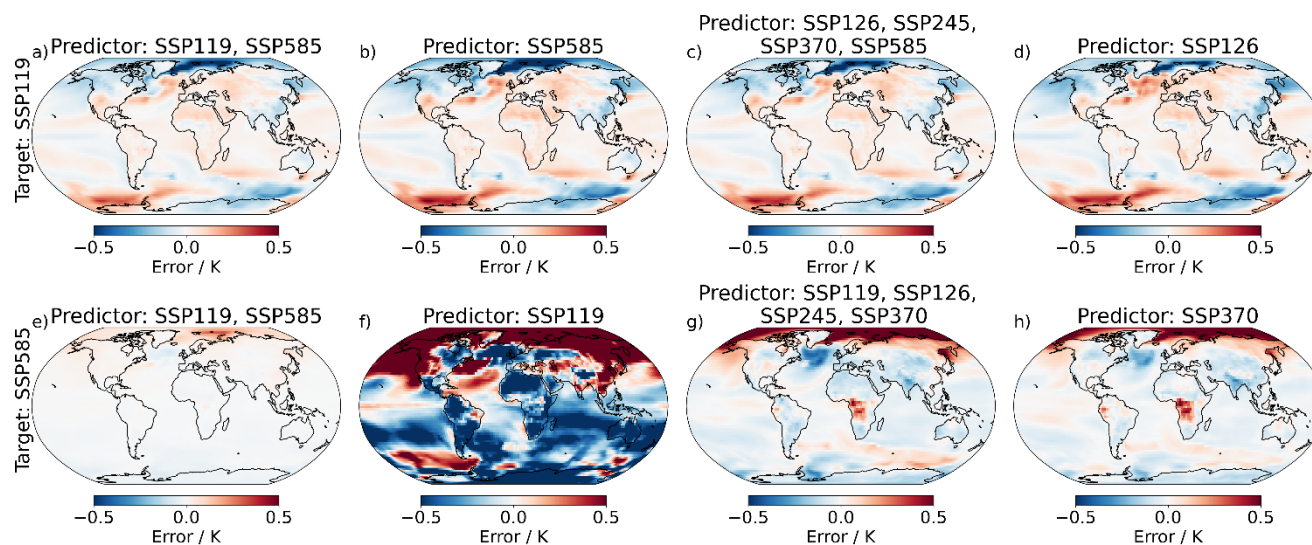 Target: SSP119
a) Predictor: SSP119, SSP585
−0.5 0.0 0.5
Error / K
b) Predictor: SSP585
−0.5 0.0 0.5
Error / K
c) Predictor: SSP126, SSP245,
SSP370, SSP585
−0.5 0.0 0.5
Error / K
d) Predictor: SSP126
−0.5 0.0 0.5
Error / K
Target: SSP585
e) Predictor: SSP119, SSP585
−0.5 0.0 0.5
Error / K
f) Predictor: SSP119
−0.5 0.0 0.5
Error / K
g) Predictor: SSP119, SSP126,
SSP245, SSP370
−0.5 0.0 0.5
Error / K
h) Predictor: SSP370
−0.5 0.0 0.5
Error / K